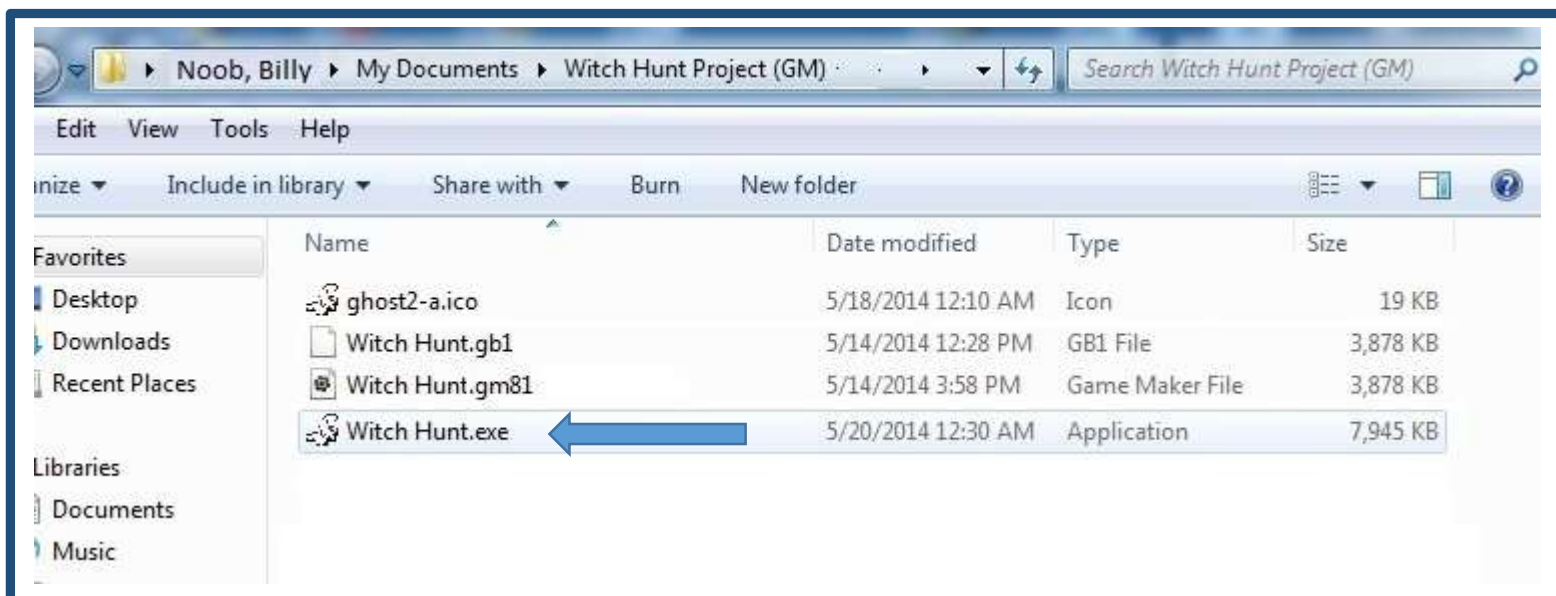 Noob, Billy My Documents Witch Hunt Project (GM) Search Witch Hunt Project (GM)
Edit View Tools Help
nize Include in library Share with Burn New folder
Name Date modified Type Size
Favorites
Desktop ghost2-a.ico 5/18/2014 12:10 AM Icon 19 KB
Downloads Witch Hunt.gb1 5/14/2014 12:28 PM GB1 File 3,878 KB
Recent Places Witch Hunt.gm81 5/14/2014 3:58 PM Game Maker File 3,878 KB
Witch Hunt.exe 5/20/2014 12:30 AM Application 7,945 KB
Libraries
Documents
Music